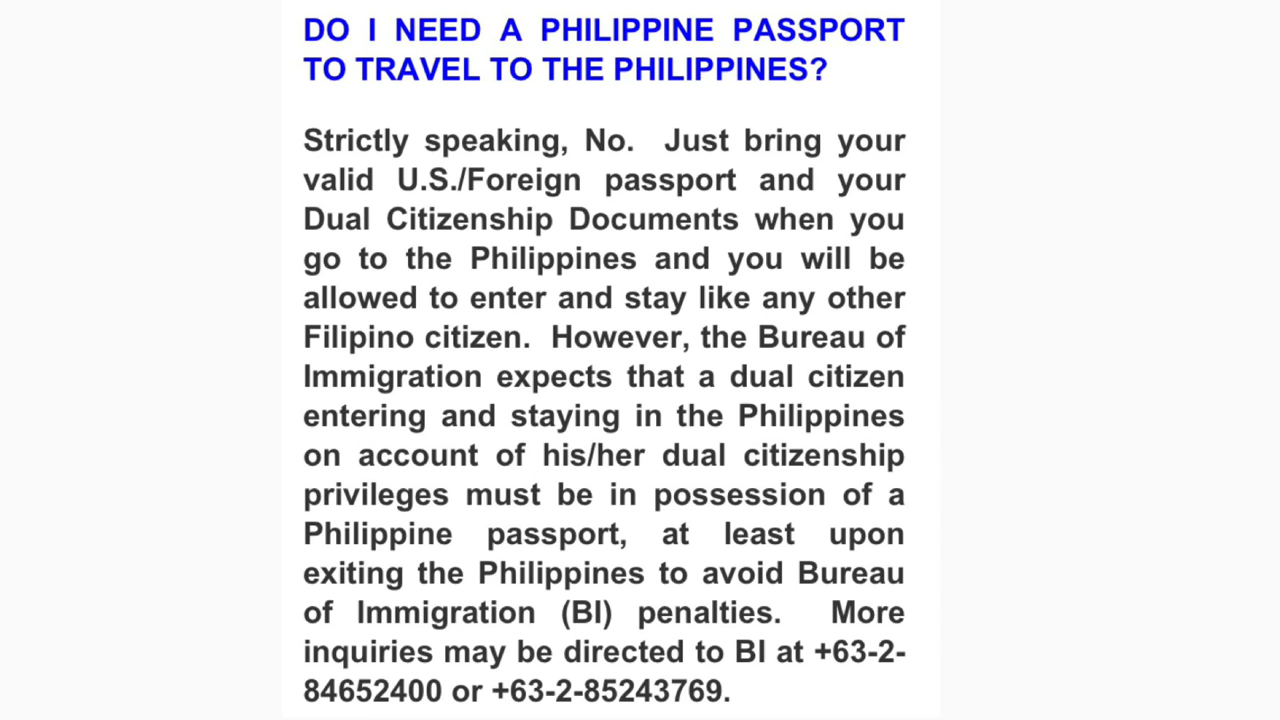 DO I NEED A PHILIPPINE PASSPORT
TO TRAVEL TO THE PHILIPPINES?
Strictly speaking, No. Just bring your
valid U.S./Foreign passport and your
Dual Citizenship Documents when you
go to the Philippines and you will be
allowed to enter and stay like any other
Filipino citizen. However, the Bureau of
Immigration expects that a dual citizen
entering and staying in the Philippines
on account of his/her dual citizenship
privileges must be in possession of a
Philippine passport, at least upon
exiting the Philippines to avoid Bureau
of Immigration (BI) penalties. More
inquiries may be directed to BI at +63-2-
84652400 or +63-2-85243769.